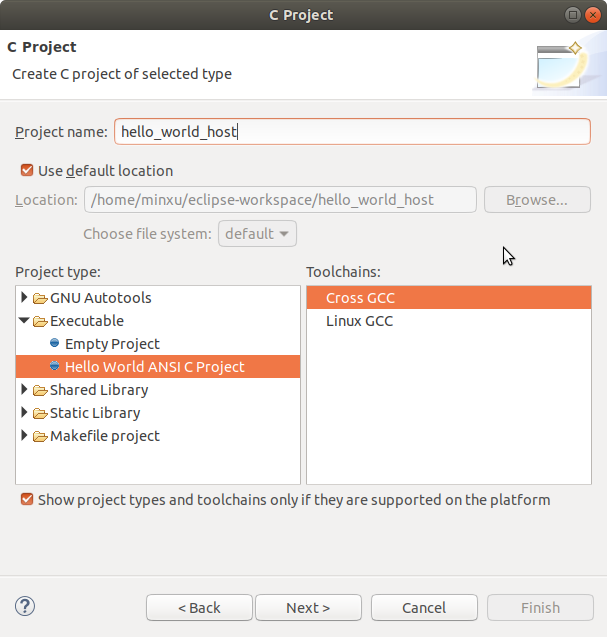 C Project
C Project
Create C project of selected type
Project name: hello_world_host
Use default location
Location: /home/minxu/eclipse-workspace/hello_world_host Browse...
Choose file system: default
Project type: Toolchains:
GNU Autotools Cross GCC
Executable Linux GCC
Empty Project
Hello World ANSI C Project
Shared Library
Static Library
Makefile project
Show project types and toolchains only if they are supported on the platform
? < Back Next > Cancel Finish